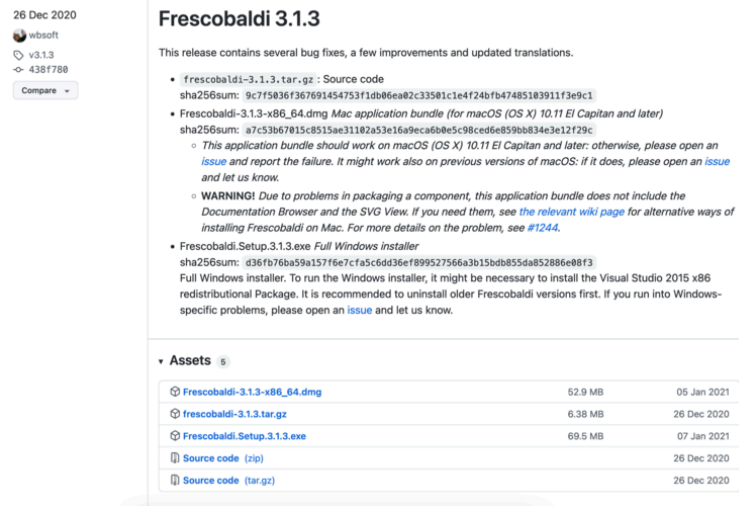 26 Dec 2020
wbsoft
v3.1.3
438f780
Compare
Frescobaldi 3.1.3
This release contains several bug fixes, a few improvements and updated translations.
frescobaldi-3.1.3.tar.gz : Source code
sha256sum: 9c7f5036f367691454753f1db06ea02c33501c1e4f24bfb47485103911f3e9c1
Frescobaldi-3.1.3-x86_64.dmg Mac application bundle (for macOS (OS X) 10.11 El Capitan and later)
sha256sum: a7c53b67015c8515ae31102a53e16a9eca6b0e5c98ced6e859bb834e3e12f29c
This application bundle should work on macOS (OS X) 10.11 El Capitan and later: otherwise, please open an
issue and report the failure. It might work also on previous versions of macOS: if it does, please open an issue
and let us know.
WARNING! Due to problems in packaging a component, this application bundle does not include the
Documentation Browser and the SVG View. If you need them, see the relevant wiki page for alternative ways of
installing Frescobaldi on Mac. For more details on the problem, see #1244.
Frescobaldi.Setup.3.1.3.exe Full Windows installer
sha256sum: d36fb76ba59a157f6e7cfa5c6dd36ef899527566a3b15bdb855da852886e08f3
Full Windows installer. To run the Windows installer, it might be necessary to install the Visual Studio 2015 x86
redistributional Package. It is recommended to uninstall older Frescobaldi versions first. If you run into Windows-
specific problems, please open an issue and let us know.
Assets 5
Frescobaldi-3.1.3-x86_64.dmg 52.9 MB 05 Jan 2021
frescobaldi-3.1.3.tar.gz 6.38 MB 26 Dec 2020
Frescobaldi.Setup.3.1.3.exe 69.5 MB 07 Jan 2021
Source code (zip) 26 Dec 2020
Source code (tar.gz) 26 Dec 2020